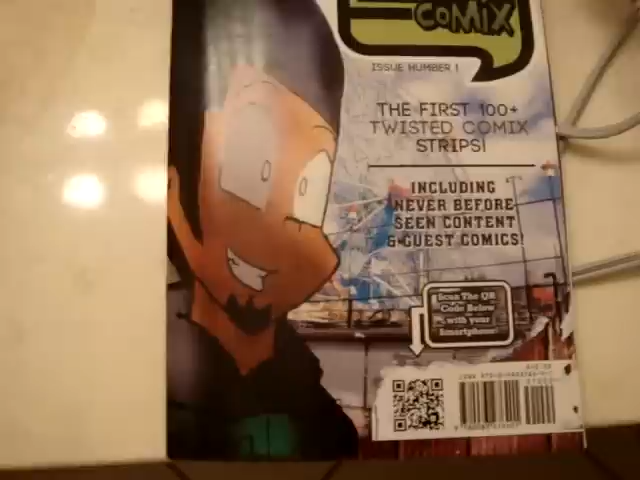 COMIX
ISSUE NUMBER 1
THE FIRST 100+
TWISTED COMIX
STRIPS!
INCLUDING
NEVER BEFORE
SEEN CONTENT
& GUEST COMICS!
Scan The QR
Code Below
with your
Smartphone!